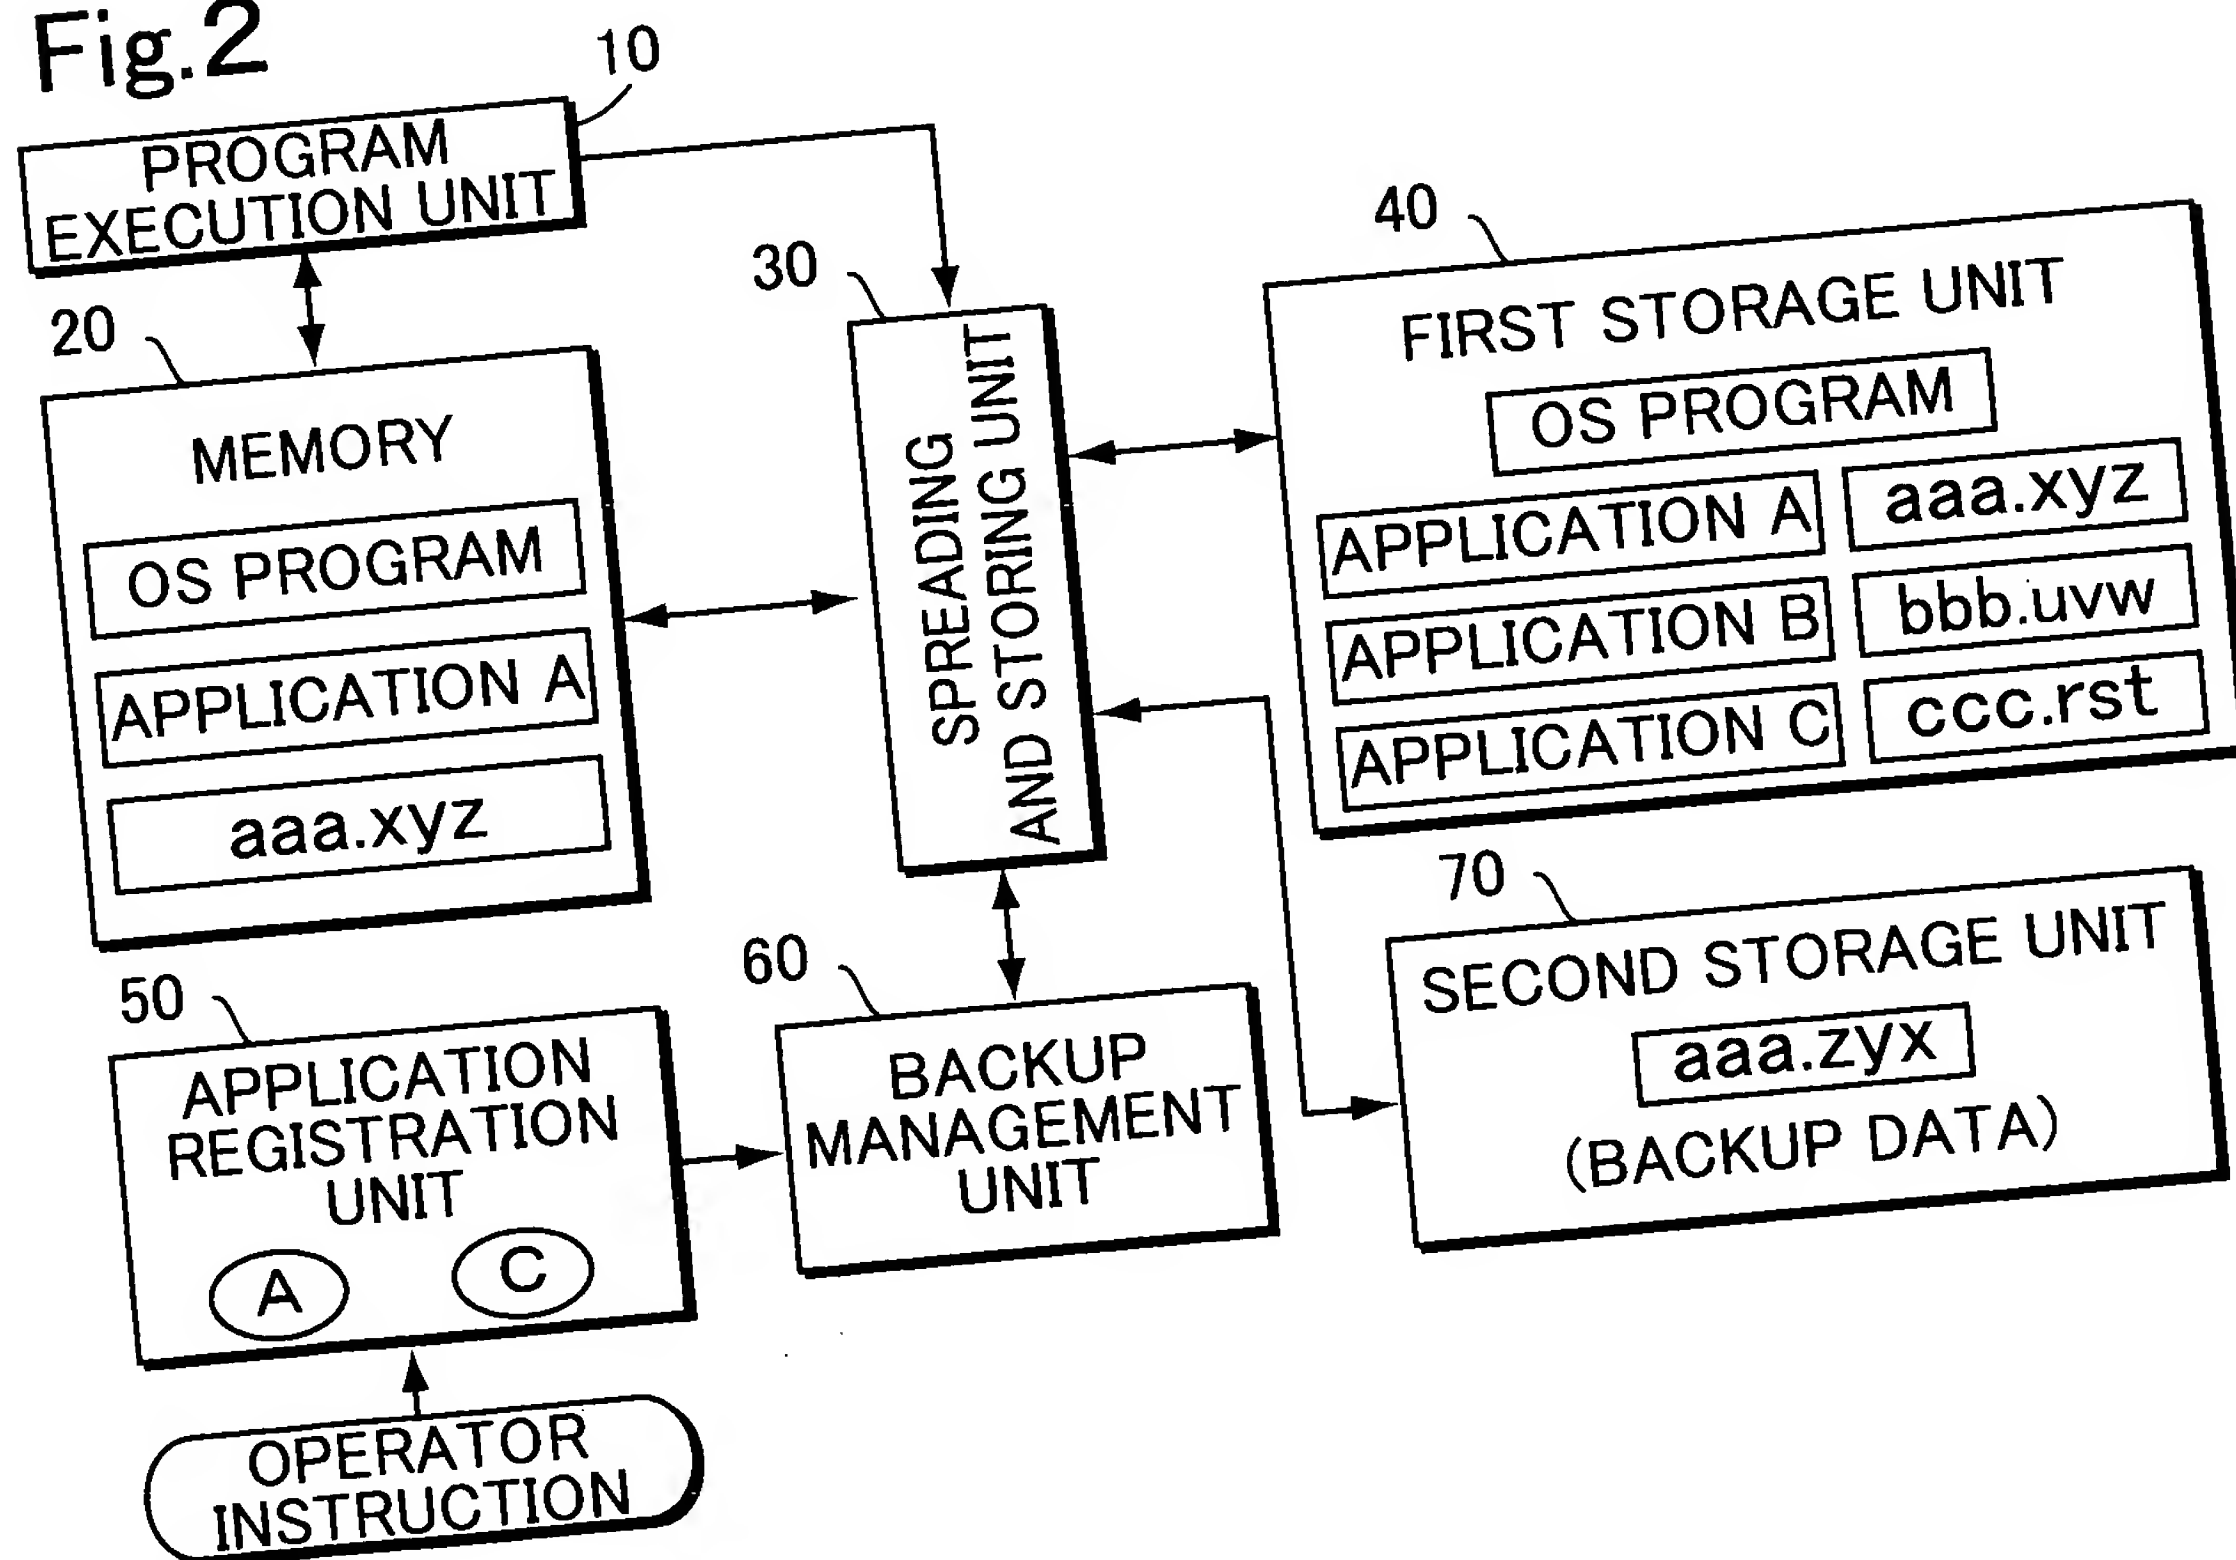 Fig.2
10
PROGRAM
EXECUTION UNIT
20
MEMORY
OS PROGRAM
APPLICATION A
aaa.xyz
30
SPREADING
AND STORING UNIT
40
FIRST STORAGE UNIT
OS PROGRAM
APPLICATION A
aaa.xyz
APPLICATION B
bbb.uvw
APPLICATION C
ccc.rst
50
APPLICATION
REGISTRATION
UNIT
A
C
60
BACKUP
MANAGEMENT
UNIT
70
SECOND STORAGE UNIT
aaa.zyx
(BACKUP DATA)
OPERATOR
INSTRUCTION